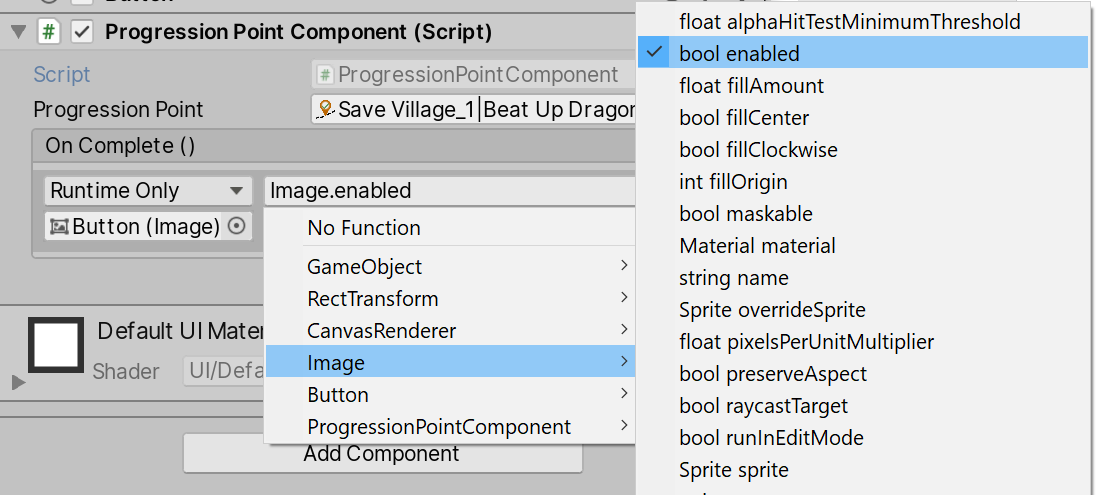 Progression Point Component (Script)
Script
ProgressionPointComponent
Progression Point
Save Village_1|Beat Up Dragon
On Complete ()
Runtime Only
Image.enabled
Button (Image)
No Function
GameObject
RectTransform
CanvasRenderer
Image
Button
ProgressionPointComponent
Default UI Mater
Shader
UI/Defa
Add Component
float alphaHitTestMinimumThreshold
bool enabled
float fillAmount
bool fillCenter
bool fillClockwise
int fillOrigin
bool maskable
Material material
string name
Sprite overrideSprite
float pixelsPerUnitMultiplier
bool preserveAspect
bool raycastTarget
bool runInEditMode
Sprite sprite